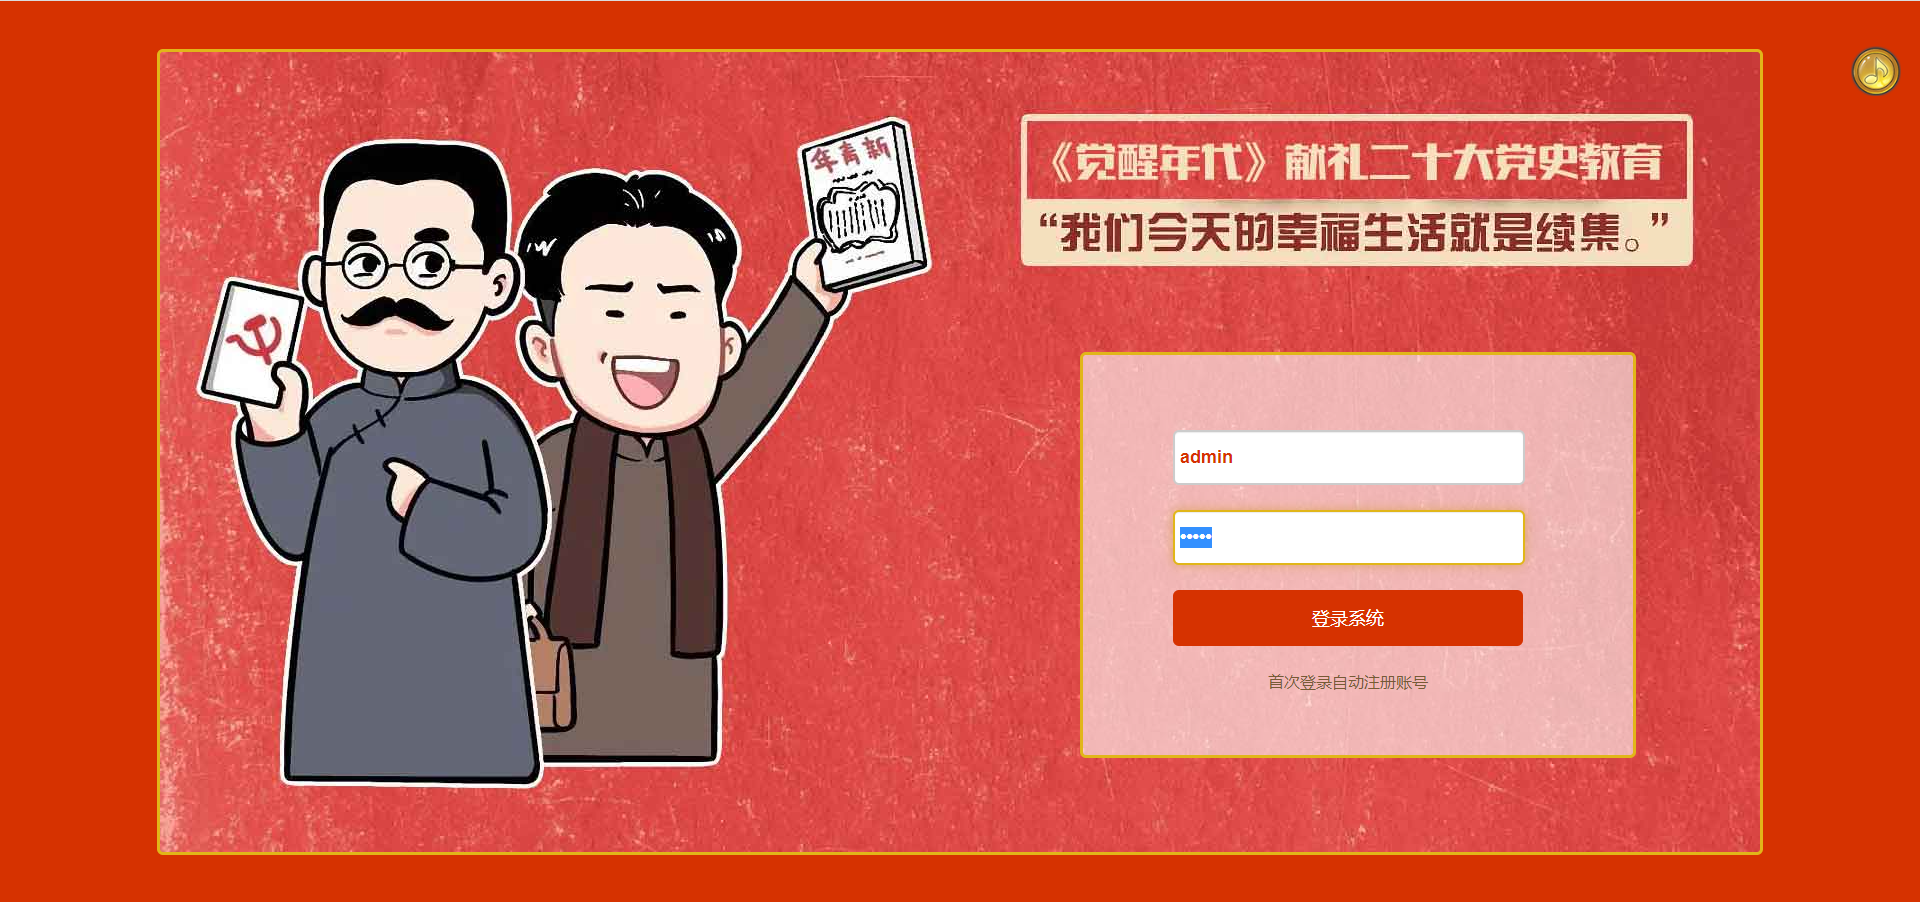 《觉醒年代》献礼二十大党史教育
“我们今天的幸福生活就是续集。”
年青新
admin
•••••
登录系统
首次登录自动注册账号